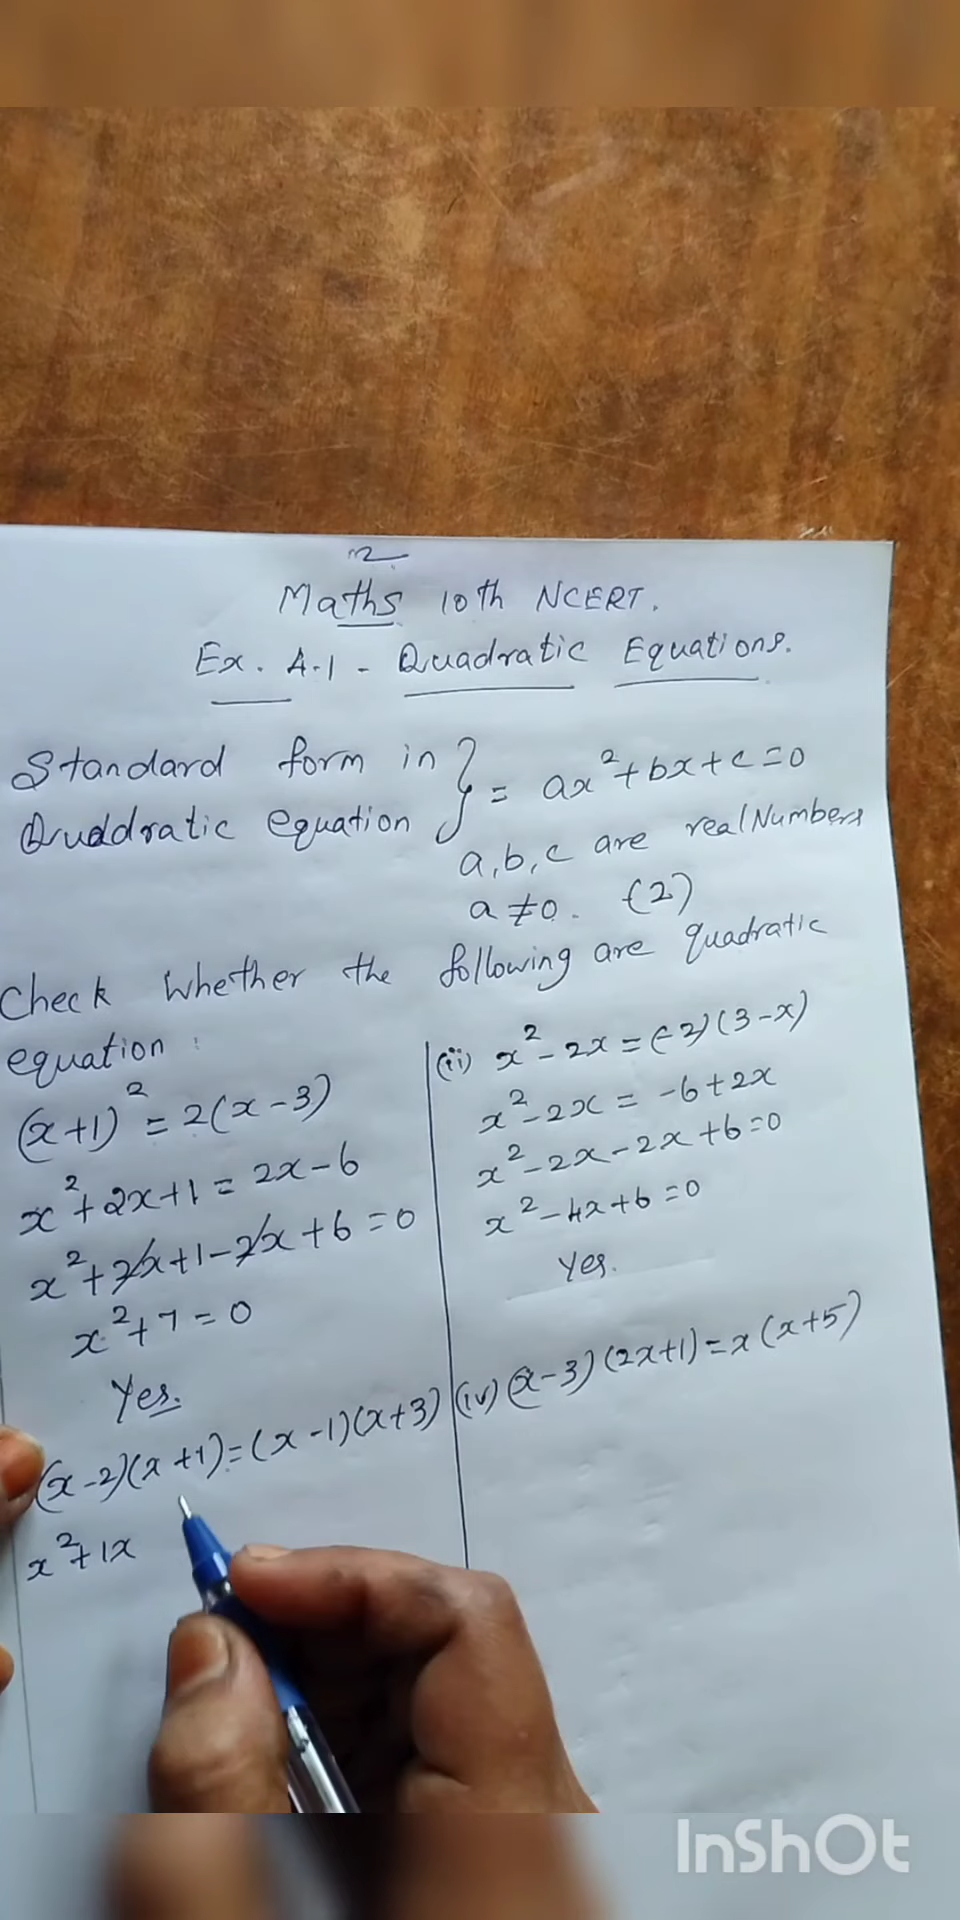 Maths 10th NCERT.
Ex. 4.1 - Quadratic Equations.
Standard form in } = ax²+bx+c=0
Quddratic equation
a,b,c are realNumbers
a≠0. (2)
Check whether the following are quadratic
equation :
(x+1)² = 2(x-3)
x²+2x+1 = 2x-6
x²+2x+1-2x+6 = 0
x²+7 = 0
Yes.
(ii) x²-2x = (-2)(3-x)
x²-2x = -6+2x
x²-2x-2x+6=0
x²-4x+6=0
Yes.
(x-2)(x+1)=(x-1)(x+3)
x²+1x
(iv) (x-3)(2x+1)=x(x+5)
InShOt